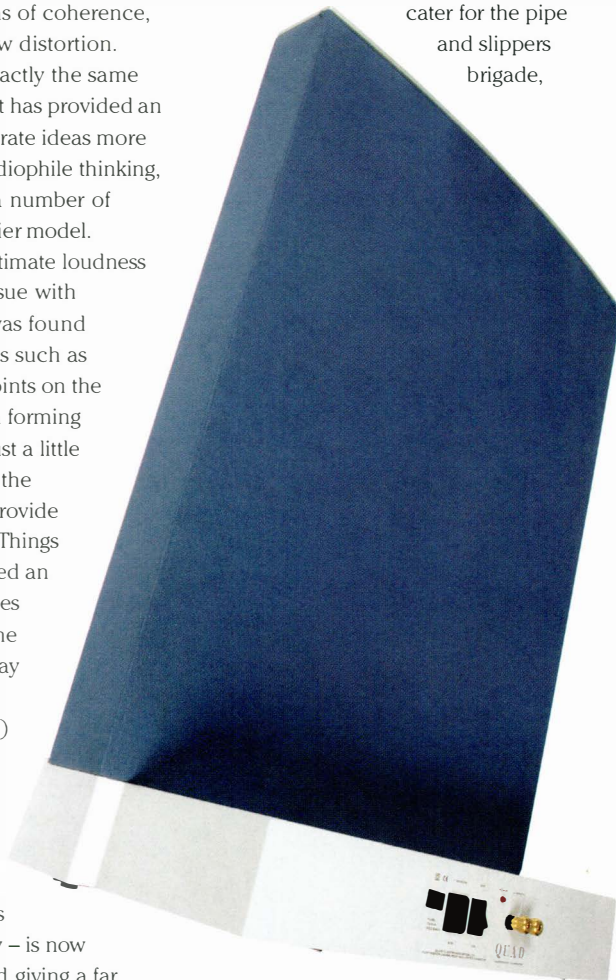 s of coherence,
w distortion.
actly the same
t has provided an
rate ideas more
diophile thinking,
number of
ier model.
timate loudness
sue with
was found
s such as
oints on the
forming
st a little
the
rovide
Things
ed an
es
ne
ay
)
s
– is now
d giving a far
cater for the pipe
and slippers
brigade,
QUAD